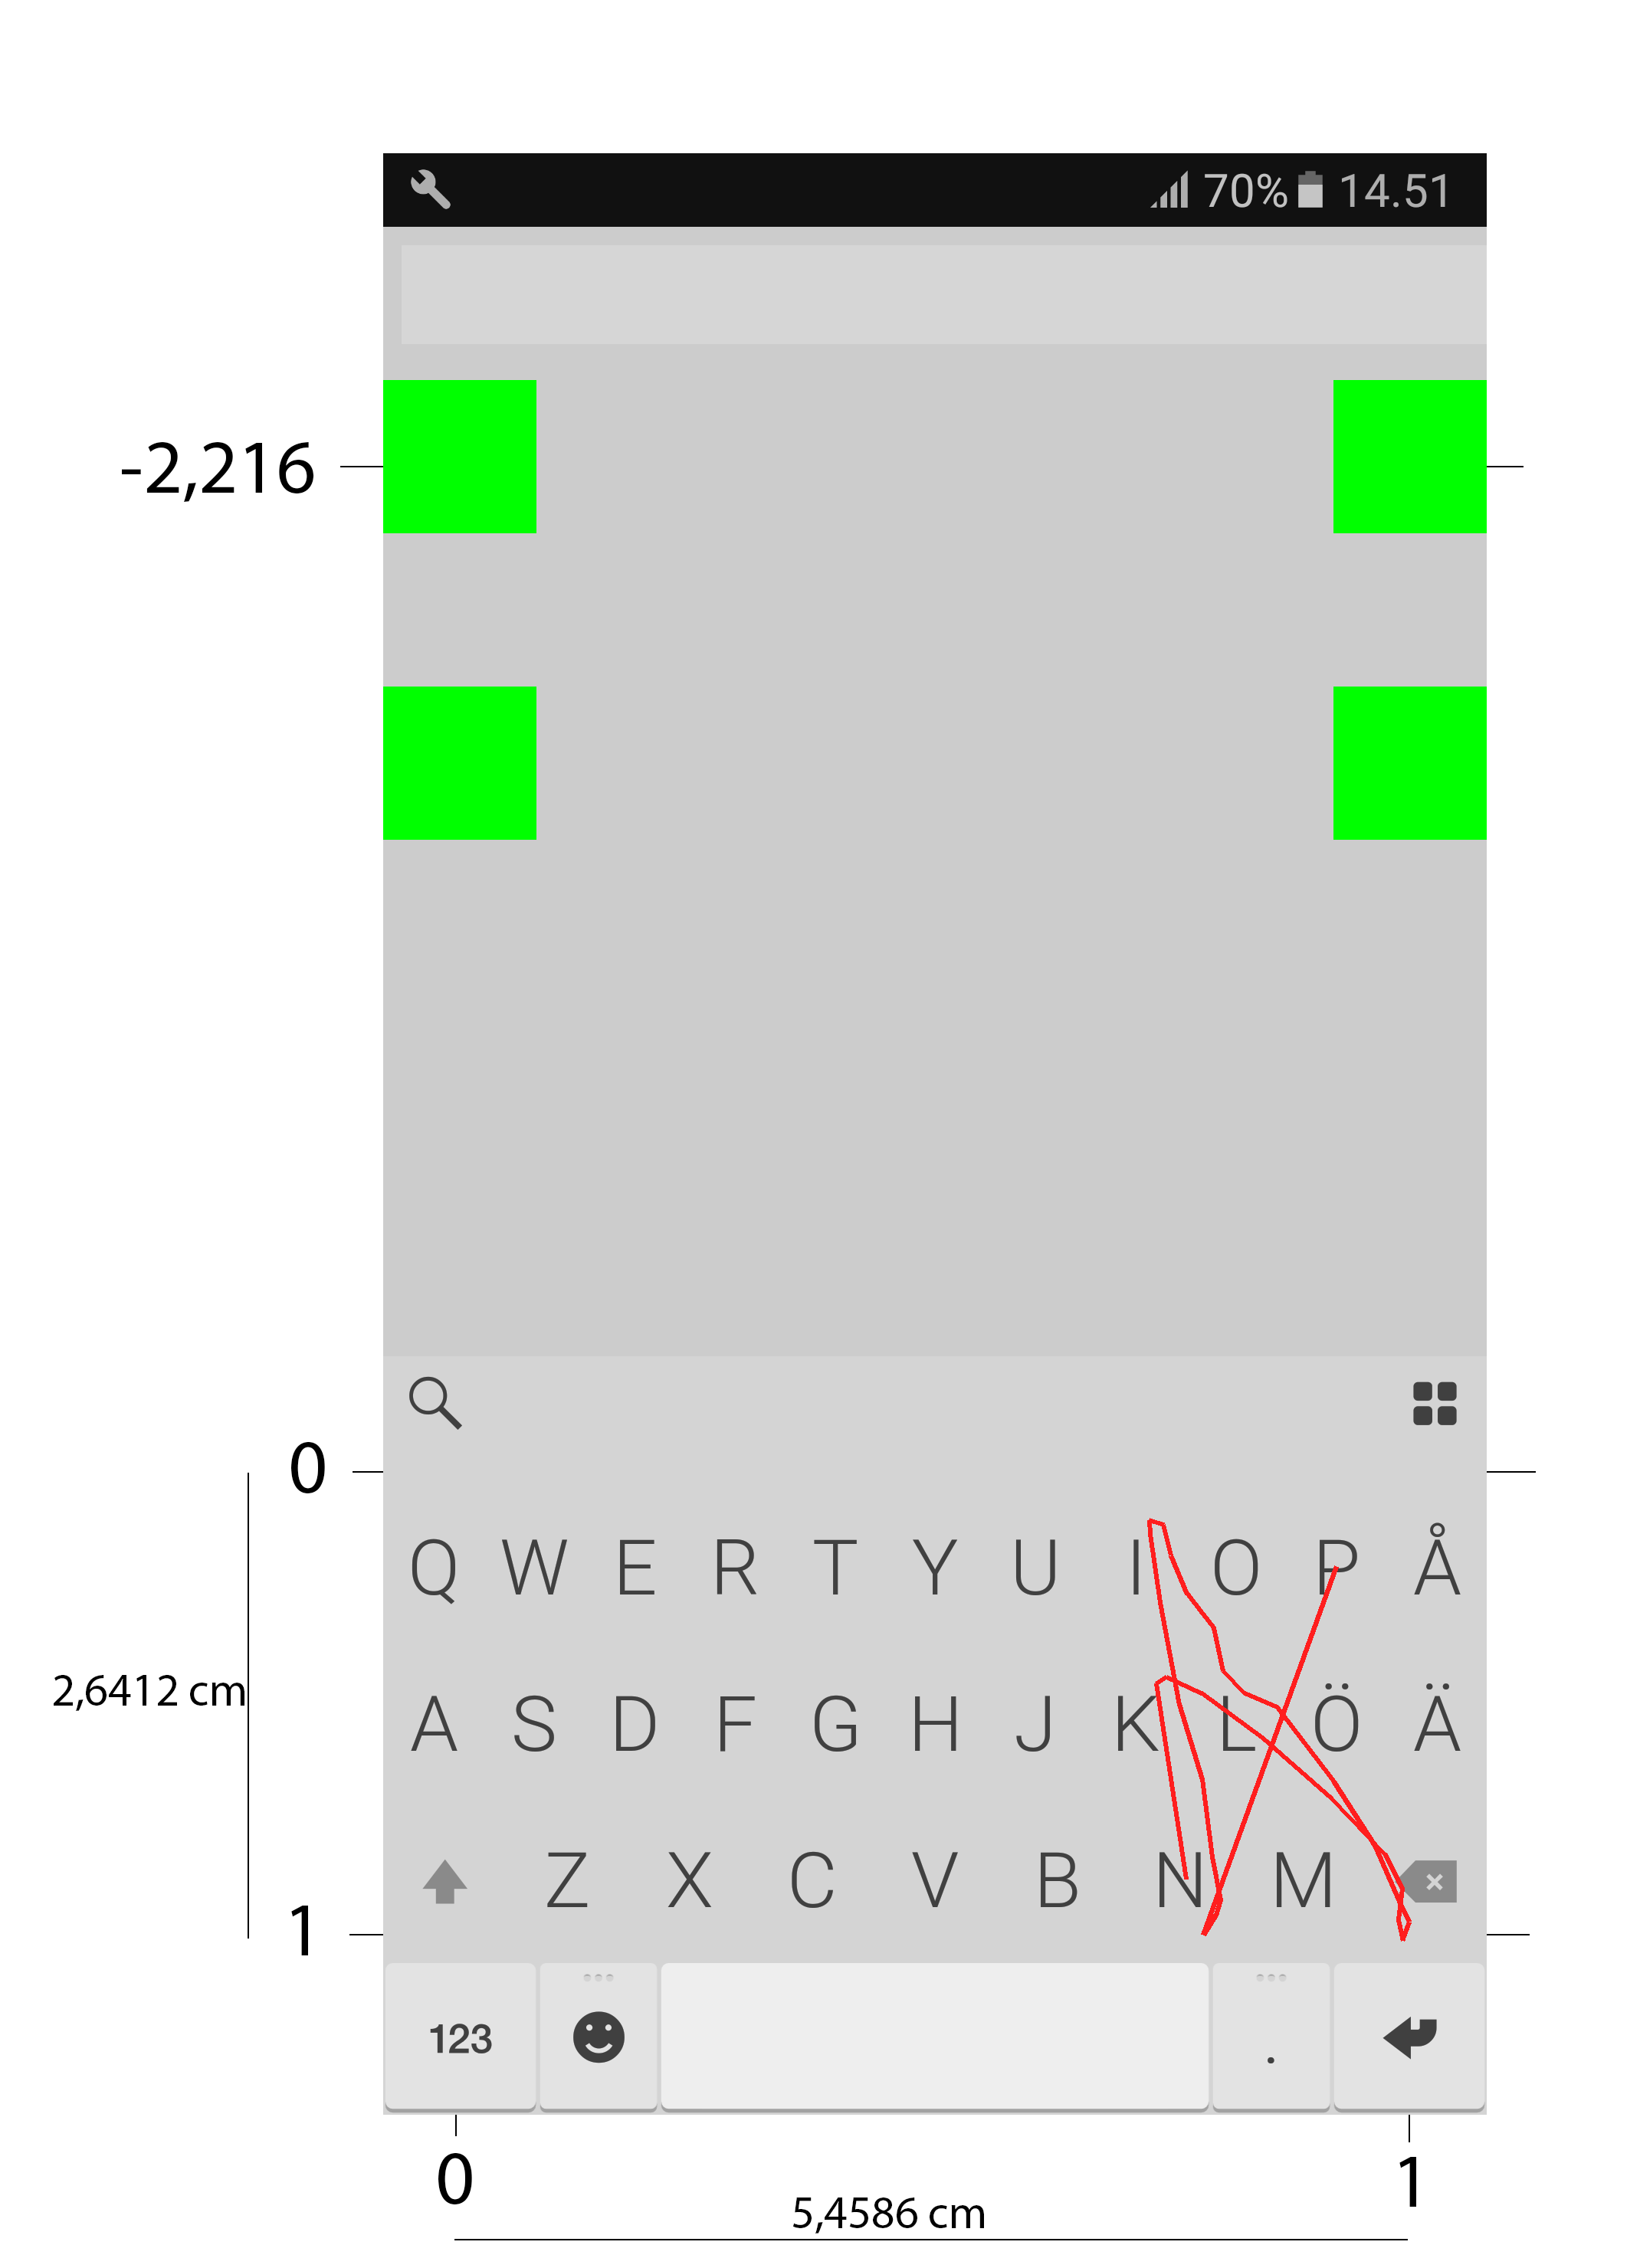 70% 14.51
-2,216
0
Q W E R T Y U I O P Å
2,6412 cm
A S D F G H J K L Ö Ä
Z X C V B N M
1
123 .
0 1
5,4586 cm